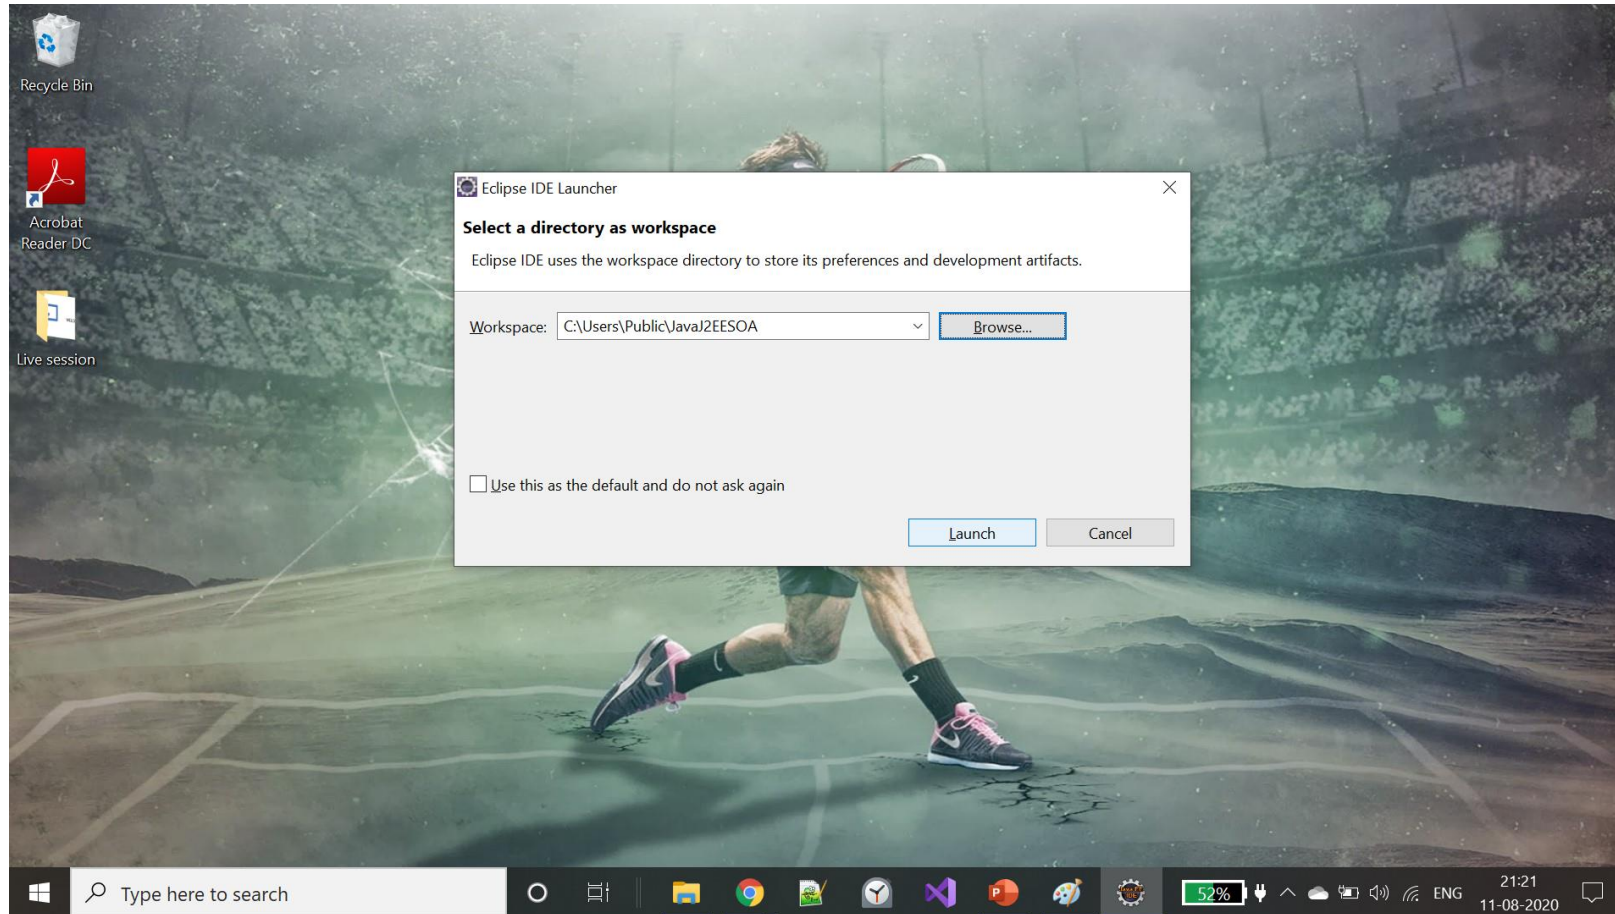 Recycle Bin
Acrobat
Reader DC
Live session
Eclipse IDE Launcher
Select a directory as workspace
Eclipse IDE uses the workspace directory to store its preferences and development artifacts.
Workspace: C:\Users\Public\JavaJ2EESOA Browse...
Use this as the default and do not ask again
Launch Cancel
Type here to search
52% ENG
21:21
11-08-2020